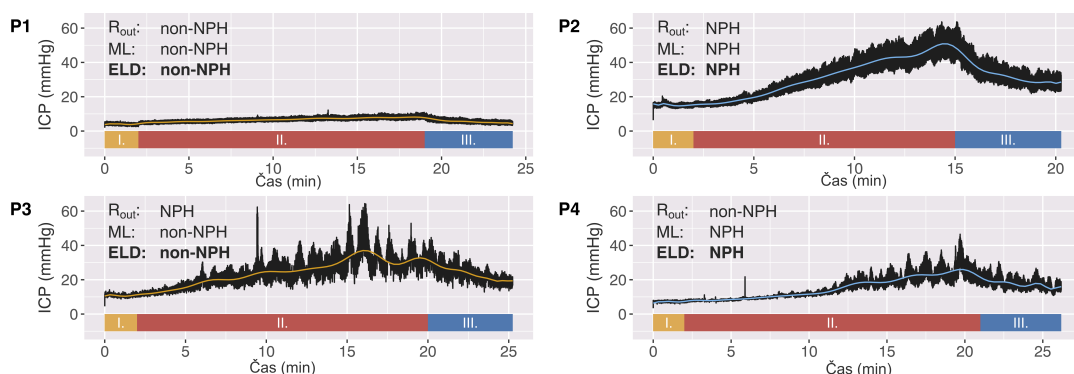 P1
R_out: non-NPH
ML: non-NPH
ELD: non-NPH
ICP (mmHg)
60
40
20
0
I. II. III.
0 5 10 15 20 25
Čas (min)
P2
R_out: NPH
ML: NPH
ELD: NPH
ICP (mmHg)
60
40
20
0
I. II. III.
0 5 10 15 20
Čas (min)
P3
R_out: NPH
ML: non-NPH
ELD: non-NPH
ICP (mmHg)
60
40
20
0
I. II. III.
0 5 10 15 20 25
Čas (min)
P4
R_out: non-NPH
ML: NPH
ELD: NPH
ICP (mmHg)
60
40
20
0
I. II. III.
0 5 10 15 20 25
Čas (min)